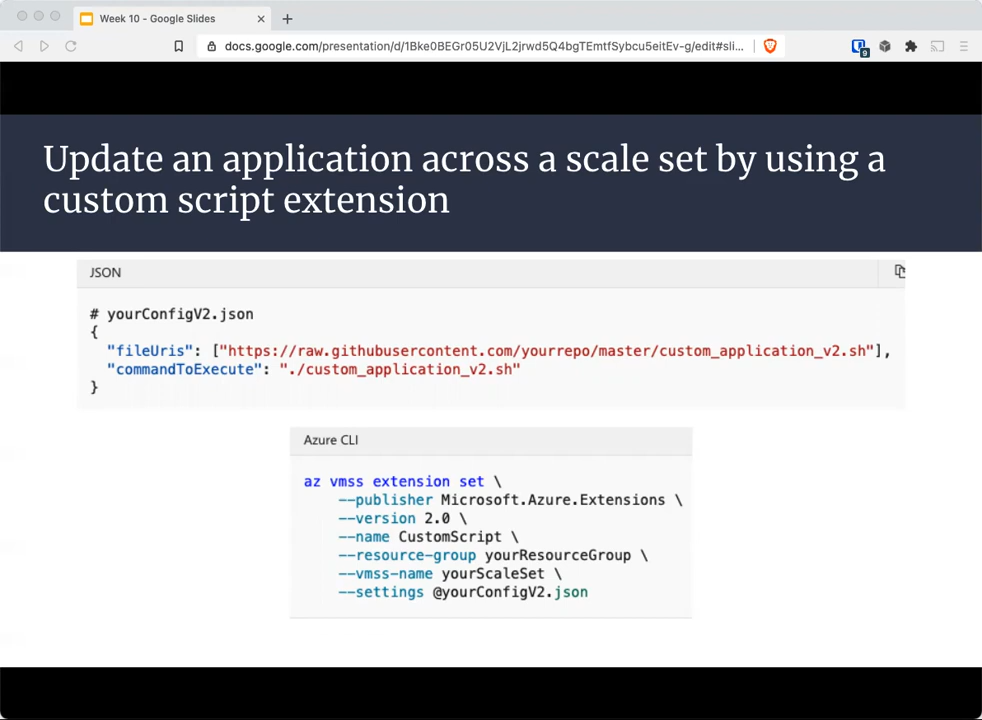 Week 10 - Google Slides
docs.google.com/presentation/d/1Bke0BEGr05U2VjL2jrwd5Q4bgTEmtfSybcu5eitEv-g/edit#sli...
9
Update an application across a scale set by using a
custom script extension
JSON
# yourConfigV2.json
{
"fileUris": ["https://raw.githubusercontent.com/yourrepo/master/custom_application_v2.sh"],
"commandToExecute": "./custom_application_v2.sh"
}
Azure CLI
az vmss extension set \
--publisher Microsoft.Azure.Extensions \
--version 2.0 \
--name CustomScript \
--resource-group yourResourceGroup \
--vmss-name yourScaleSet \
--settings @yourConfigV2.json